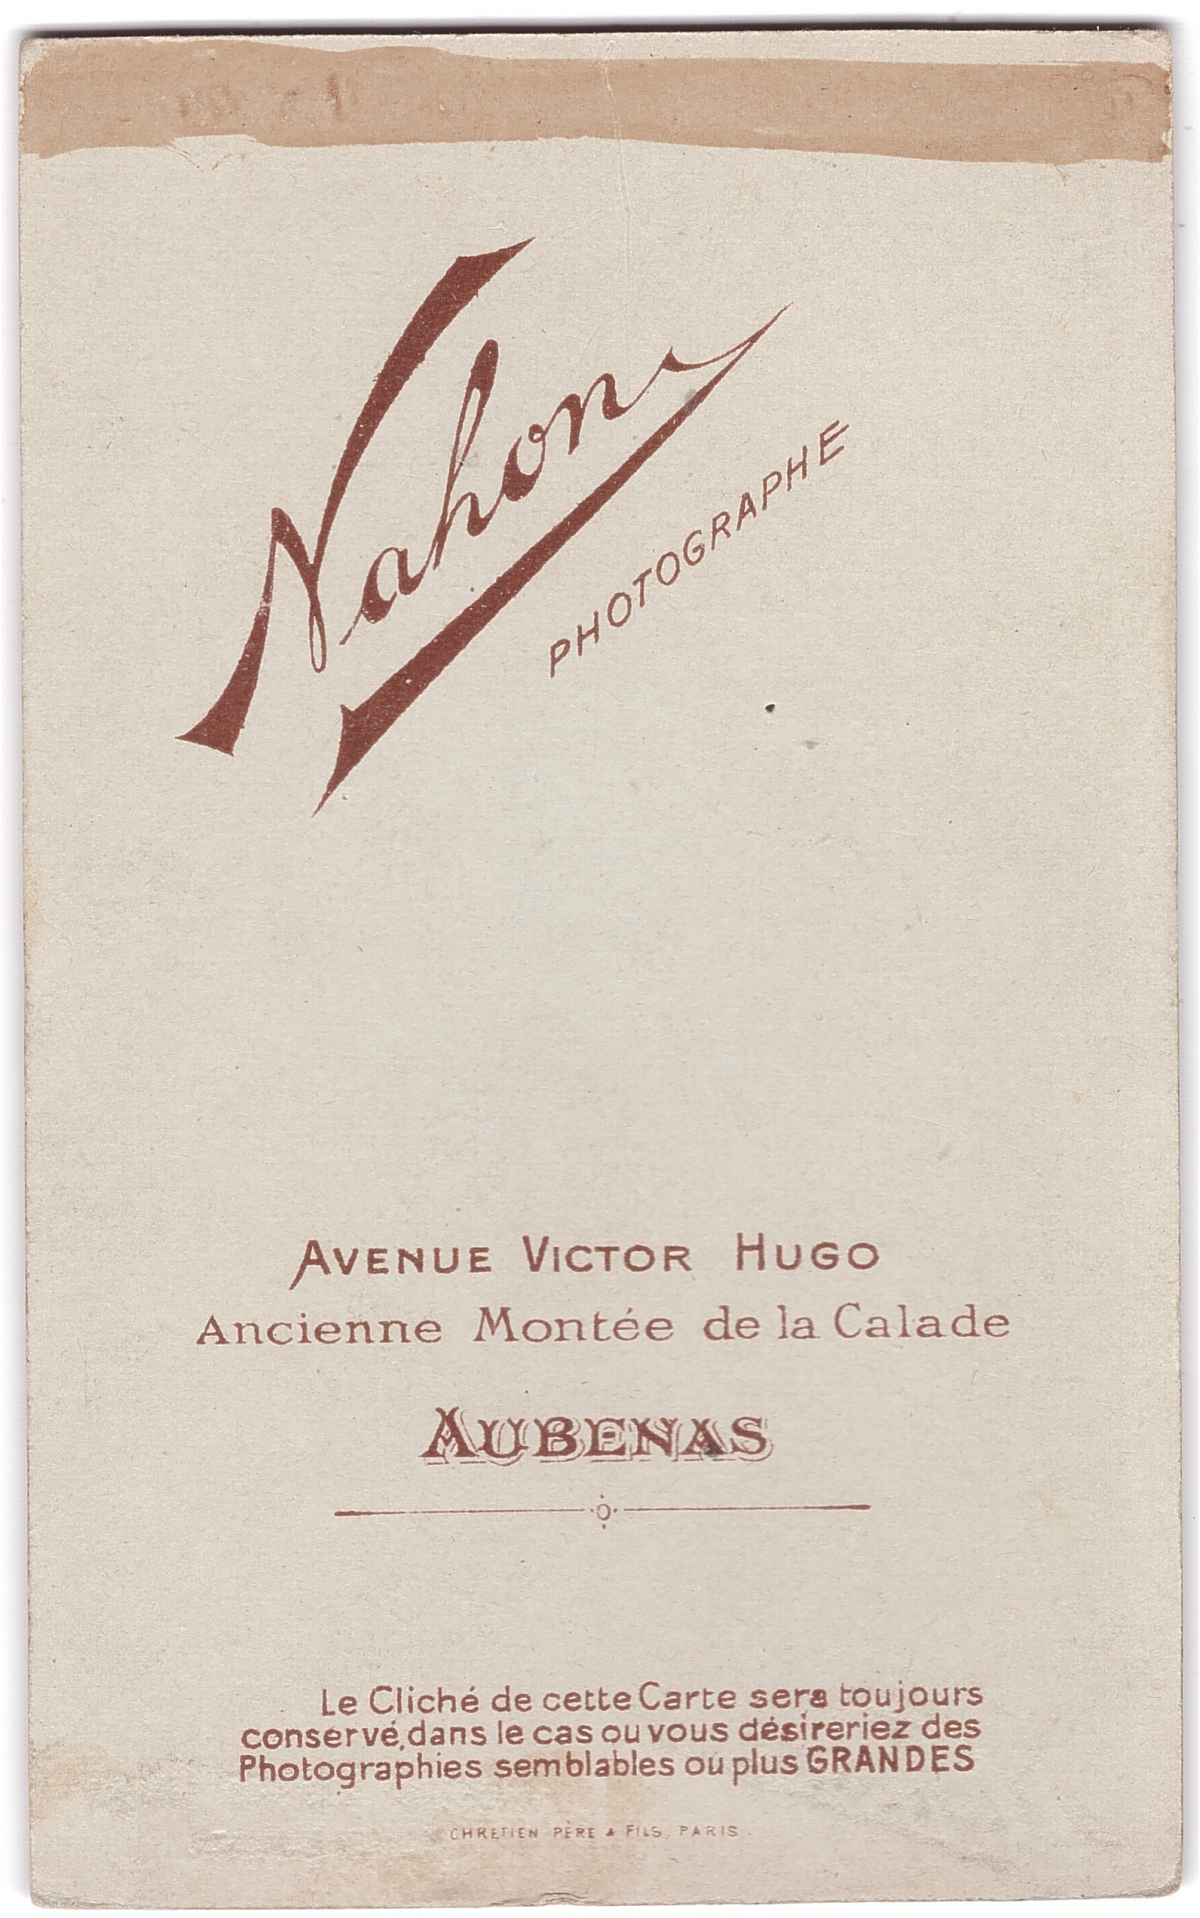 Nahon
PHOTOGRAPHE
AVENUE VICTOR HUGO
Ancienne Montée de la Calade
AUBENAS
Le Cliché de cette Carte sera toujours
conservé, dans le cas ou vous désireriez des
Photographies semblables ou plus GRANDES
CHRETIEN PÈRE & FILS, PARIS.